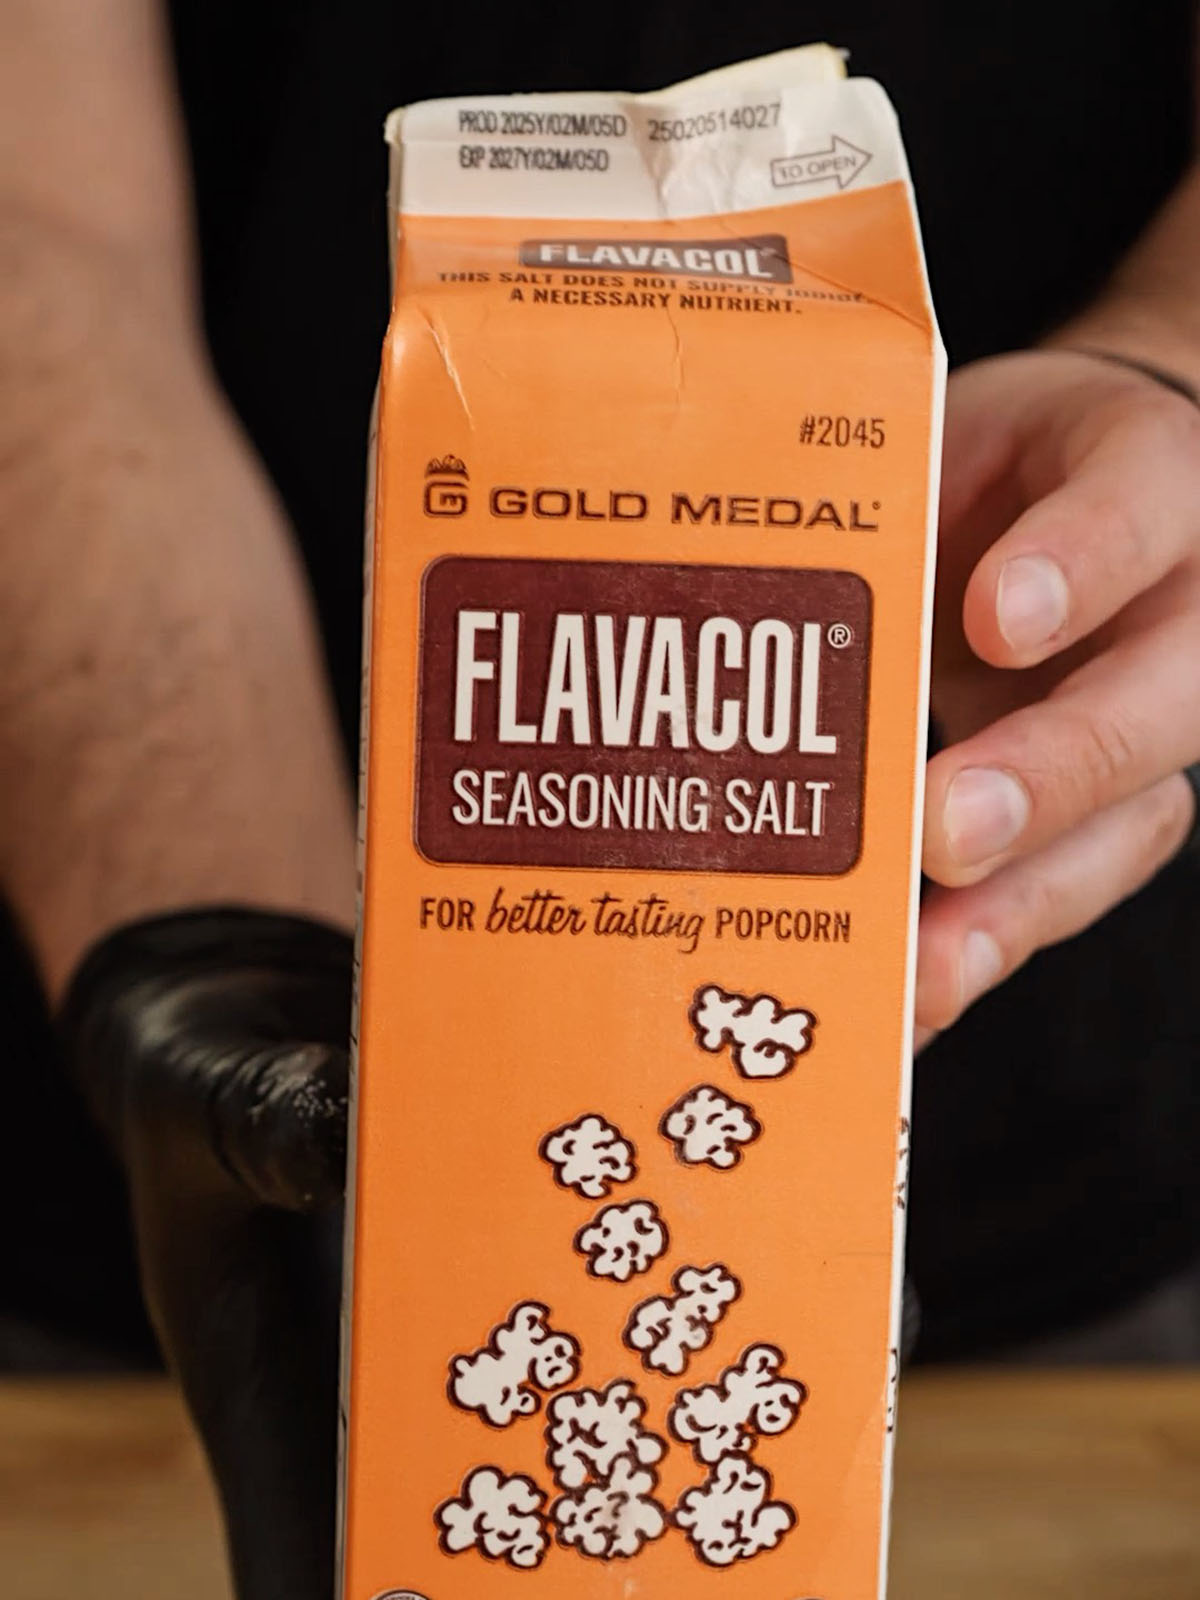 PROD 2025Y/02M/05D 25020514027
EXP 2027Y/02M/05D
TO OPEN
FLAVACOL®
THIS SALT DOES NOT SUPPLY IODIDE,
A NECESSARY NUTRIENT.
#2045
G GOLD MEDAL®
FLAVACOL®
SEASONING SALT
FOR better tasting POPCORN